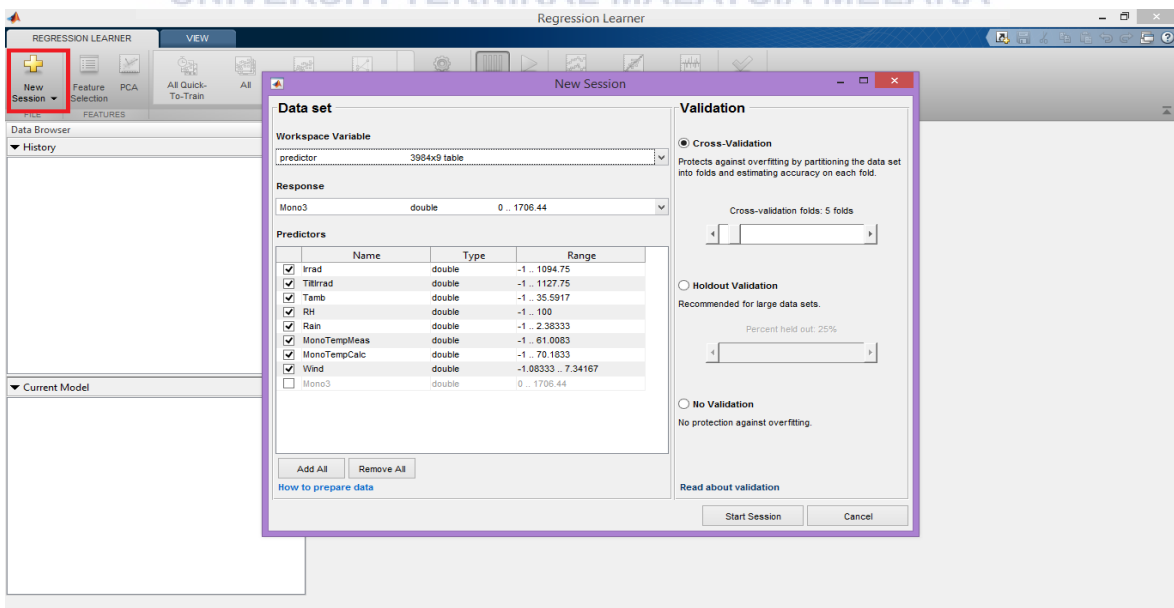 UNIVERSITI TEKNIKAL MALAYSIA MELAKA
Regression Learner
REGRESSION LEARNER VIEW
New Session
Feature Selection
PCA
All Quick-To-Train
All
FILE FEATURES
Data Browser
History
Current Model
New Session
Data set
Workspace Variable
predictor 3984x9 table
Response
Mono3 double 0 .. 1706.44
Predictors
Name Type Range
Irrad double -1 .. 1094.75
TiltIrrad double -1 .. 1127.75
Tamb double -1 .. 35.5917
RH double -1 .. 100
Rain double -1 .. 2.38333
MonoTempMeas double -1 .. 61.0083
MonoTempCalc double -1 .. 70.1833
Wind double -1.08333 .. 7.34167
Mono3 double 0 .. 1706.44
Add All Remove All
How to prepare data
Validation
Cross-Validation
Protects against overfitting by partitioning the data set
into folds and estimating accuracy on each fold.
Cross-validation folds: 5 folds
Holdout Validation
Recommended for large data sets.
Percent held out: 25%
No Validation
No protection against overfitting.
Read about validation
Start Session Cancel